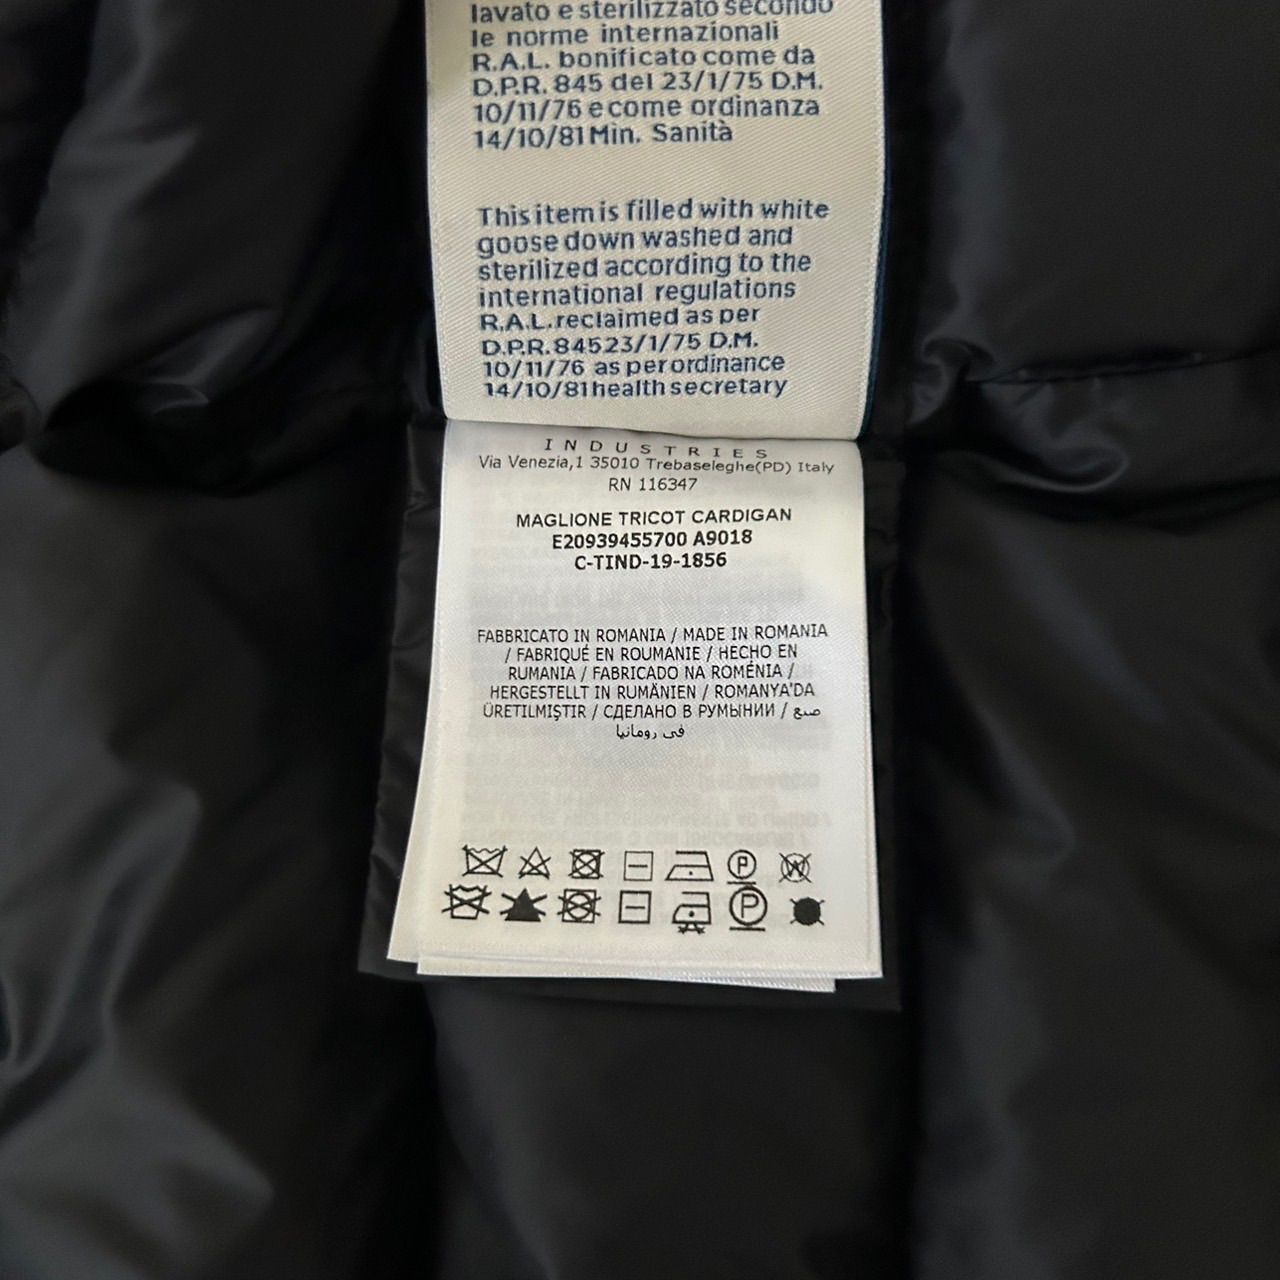 lavato e sterilizzato secondo
le norme internazionali
R.A.L. bonificato come da
D.P.R. 845 del 23/1/75 D.M.
10/11/76 e come ordinanza
14/10/81 Min. Sanità
This item is filled with white
goose down washed and
sterilized according to the
international regulations
R.A.L. reclaimed as per
D.P.R. 845 23/1/75 D.M.
10/11/76 as per ordinance
14/10/81 health secretary
INDUSTRIES
Via Venezia,1 35010 Trebaseleghe(PD) Italy
RN 116347
MAGLIONE TRICOT CARDIGAN
E20939455700 A9018
C-TIND-19-1856
FABBRICATO IN ROMANIA / MADE IN ROMANIA
/ FABRIQUÉ EN ROUMANIE / HECHO EN
RUMANIA / FABRICADO NA ROMÉNIA /
HERGESTELLT IN RUMÄNIEN / ROMANYA'DA
ÜRETILMIŞTIR / СДЕЛАНО В РУМЫНИИ / صنع
في رومانيا
P W
P